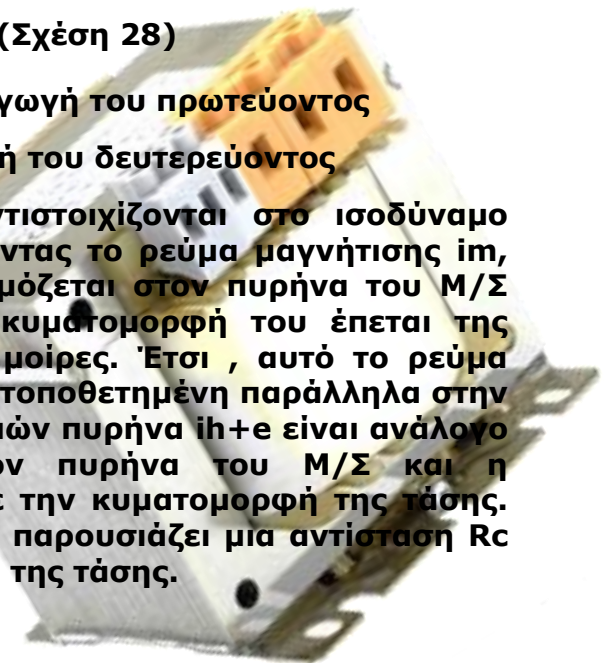 (Σχέση 28)
γωγή του πρωτεύοντος
ή του δευτερεύοντος
ντιστοιχίζονται στο ισοδύναμο
ντας το ρεύμα μαγνήτισης im,
μόζεται στον πυρήνα του Μ/Σ
κυματομορφή του έπεται της
μοίρες. Έτσι , αυτό το ρεύμα
τοποθετημένη παράλληλα στην
ιών πυρήνα ih+e είναι ανάλογο
ον πυρήνα του Μ/Σ και η
ε την κυματομορφή της τάσης.
παρουσιάζει μια αντίσταση Rc
της τάσης.